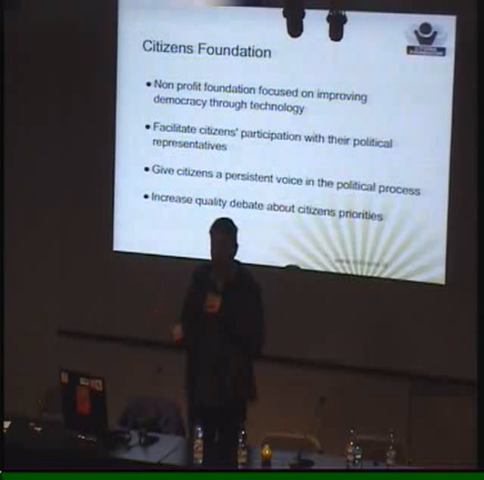 Citizens Foundation
• Non profit foundation focused on improving
democracy through technology
• Facilitate citizens' participation with their political
representatives
• Give citizens a persistent voice in the political process
• Increase quality debate about citizens priorities